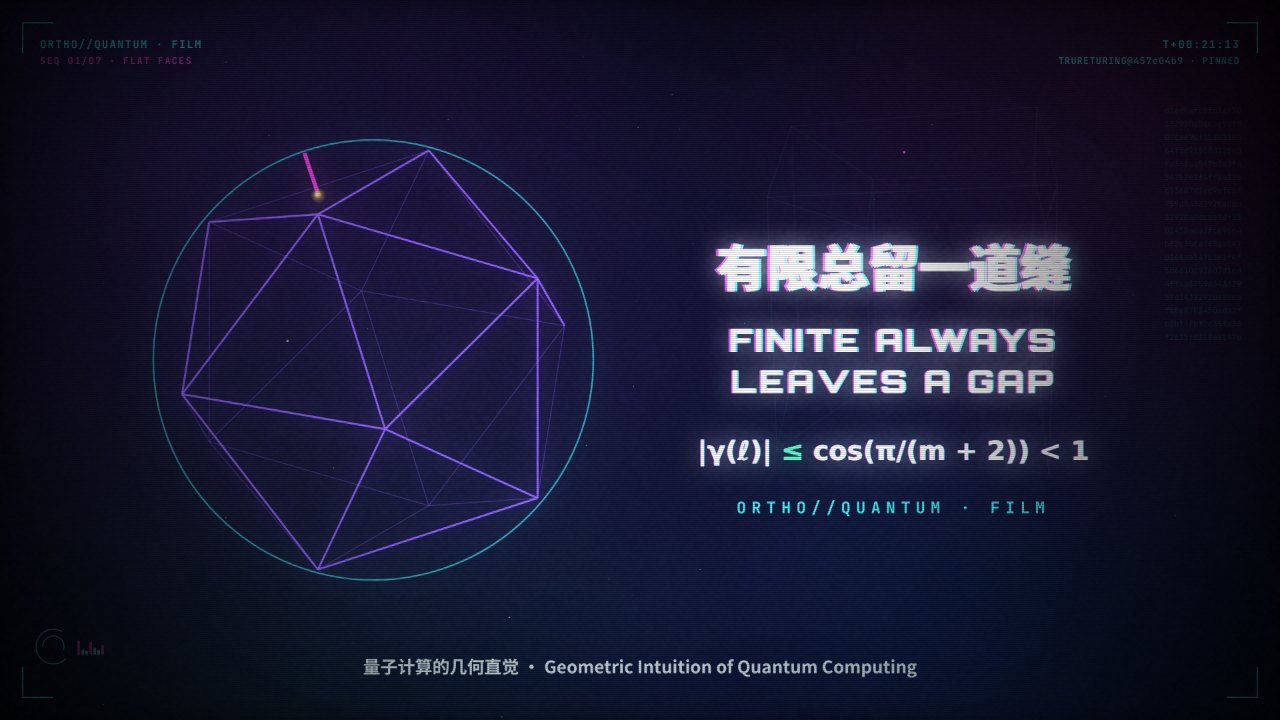 ORTHO//QUANTUM · FILM
SEQ 01/07 · FLAT FACES
T+00:21:13
TRURETURING@457e04b9 · PINNED
有限总留一道缝
FINITE ALWAYS
LEAVES A GAP
|γ(ℓ)| ≤ cos(π/(m + 2)) < 1
ORTHO//QUANTUM · FILM
量子计算的几何直觉 · Geometric Intuition of Quantum Computing